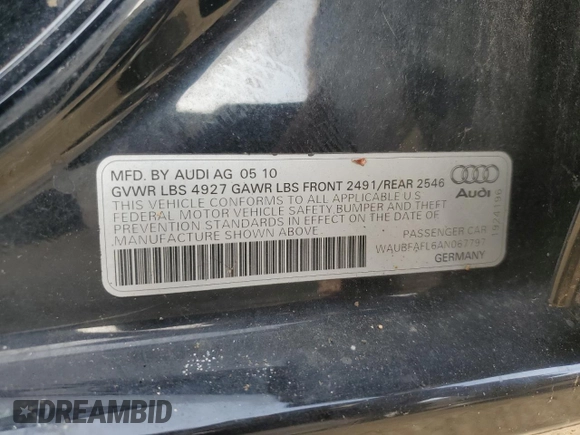 MFD. BY AUDI AG 05 10
GVWR LBS 4927 GAWR LBS FRONT 2491/REAR 2546
THIS VEHICLE CONFORMS TO ALL APPLICABLE U.S
FEDERAL MOTOR VEHICLE SAFETY BUMPER AND THEFT
PREVENTION STANDARDS IN EFFECT ON THE DATE OF
MANUFACTURE SHOWN ABOVE.
Audi
1924196
PASSENGER CAR
WAUBFAFL6AN067797
GERMANY
DREAMBID